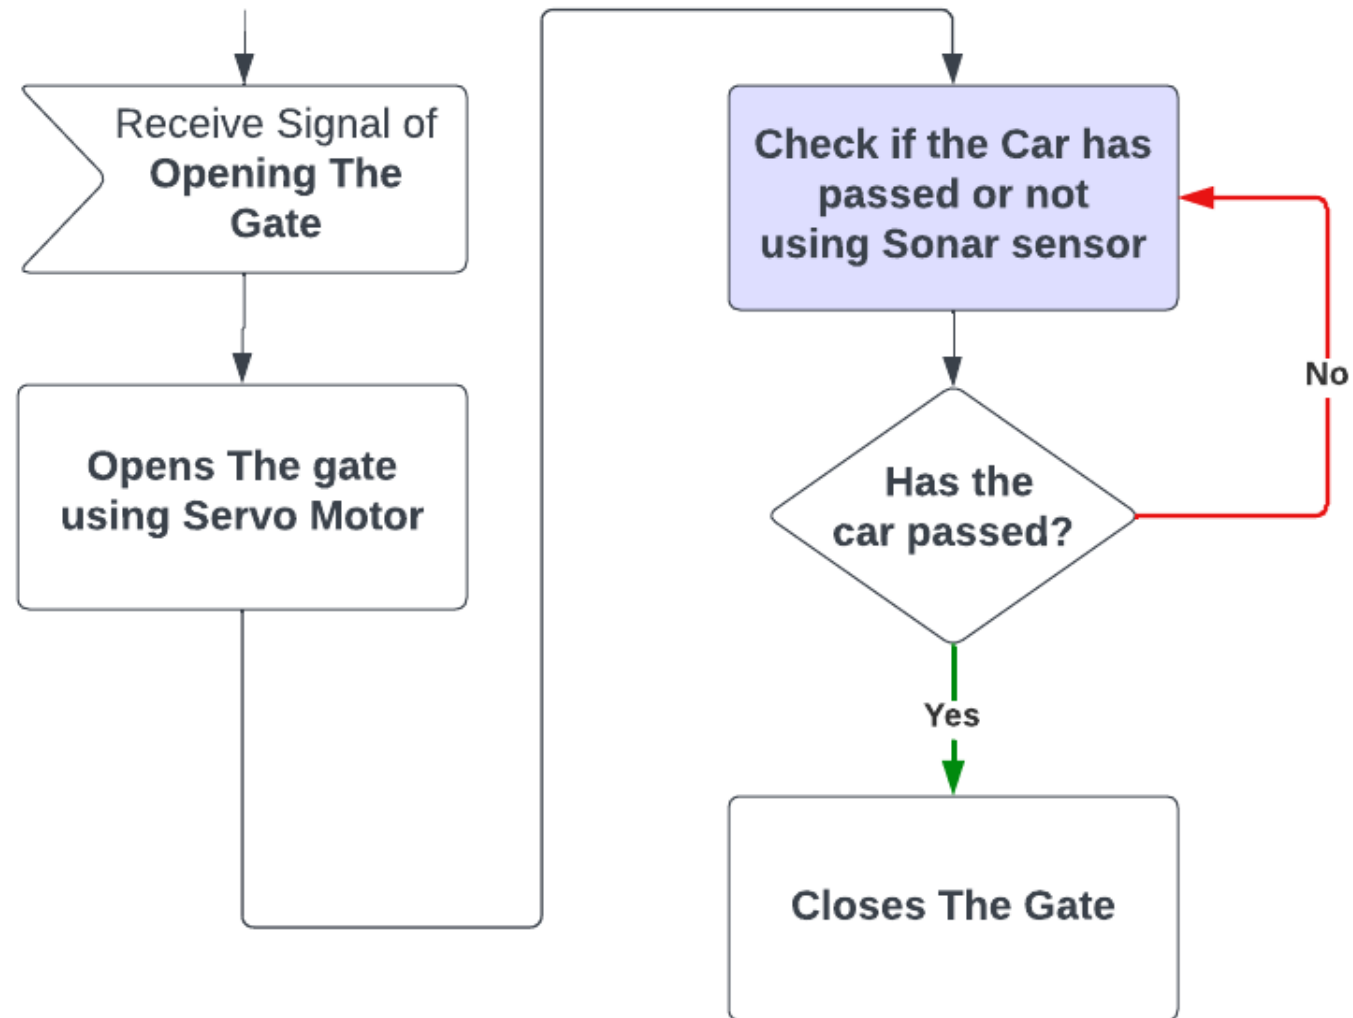 Receive Signal of
Opening The
Gate
Opens The gate
using Servo Motor
Check if the Car has
passed or not
using Sonar sensor
No
Has the
car passed?
Yes
Closes The Gate